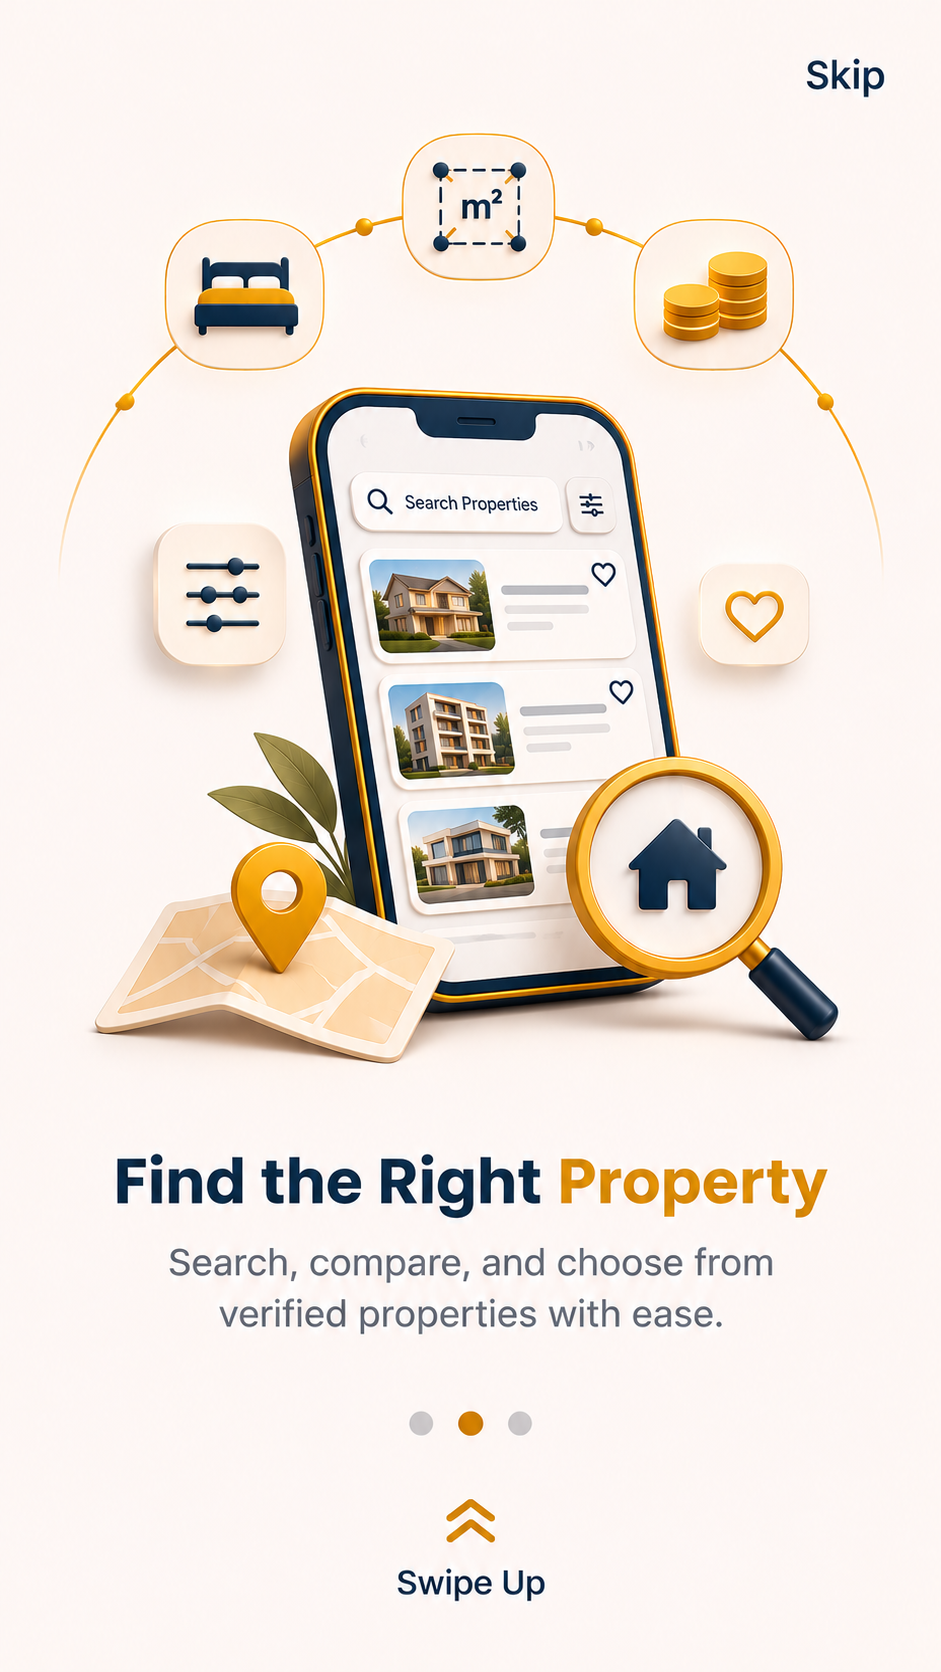 Skip
m²
Search Properties
Find the Right Property
Search, compare, and choose from
verified properties with ease.
Swipe Up